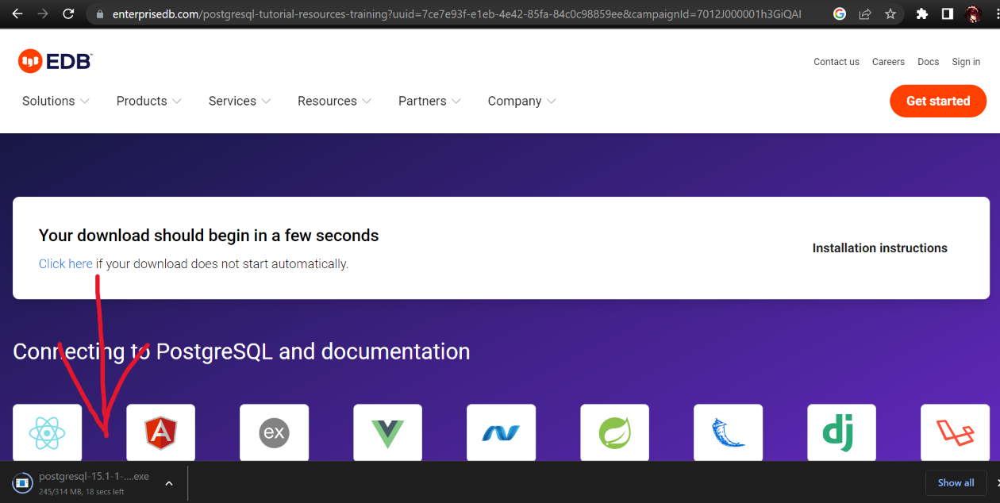 enterprisedb.com/postgresql-tutorial-resources-training?uuid=7ce7e93f-e1eb-4e42-85fa-84c0c98859ee&campaignId=7012J000001h3GiQAI
EDB™
Contact us Careers Docs Sign in
Solutions Products Services Resources Partners Company
Get started
Your download should begin in a few seconds
Click here if your download does not start automatically.
Installation instructions
Connecting to PostgreSQL and documentation
ex
dj
postgresql-15.1-1-....exe
245/314 MB, 18 secs left
Show all